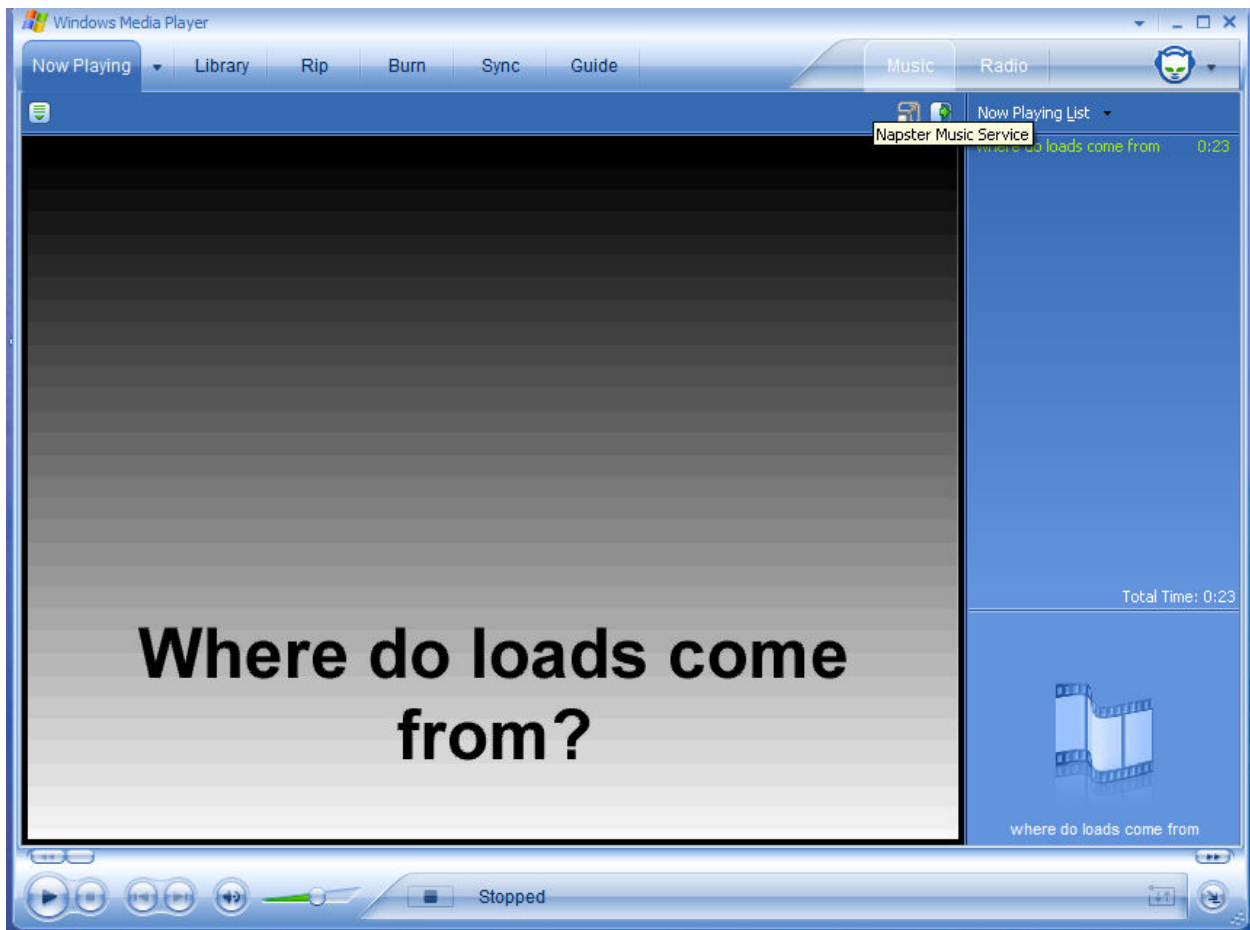 Windows Media Player
Now Playing Library Rip Burn Sync Guide Music Radio
Now Playing List
Napster Music Service
where do loads come from 0:23
Total Time: 0:23
Where do loads come
from?
where do loads come from
Stopped